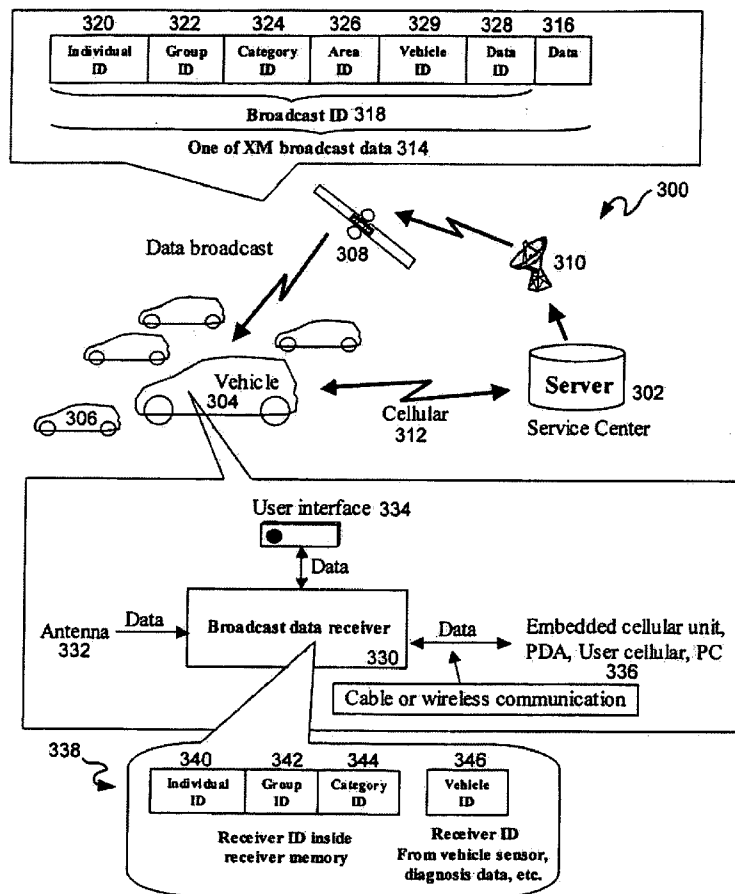 320 322 324 326 329 328 316
Individual ID Group ID Category ID Area ID Vehicle ID Data ID Data
Broadcast ID 318
One of XM broadcast data 314
300
Data broadcast
308
310
Vehicle
304
306
Cellular
312
Server
302
Service Center
User interface 334
Data
Antenna
332
Data
Broadcast data receiver
330
Data
Embedded cellular unit,
PDA, User cellular, PC
336
Cable or wireless communication
338
340 342 344 346
Individual ID Group ID Category ID Vehicle ID
Receiver ID inside
receiver memory
Receiver ID
From vehicle sensor,
diagnosis data, etc.